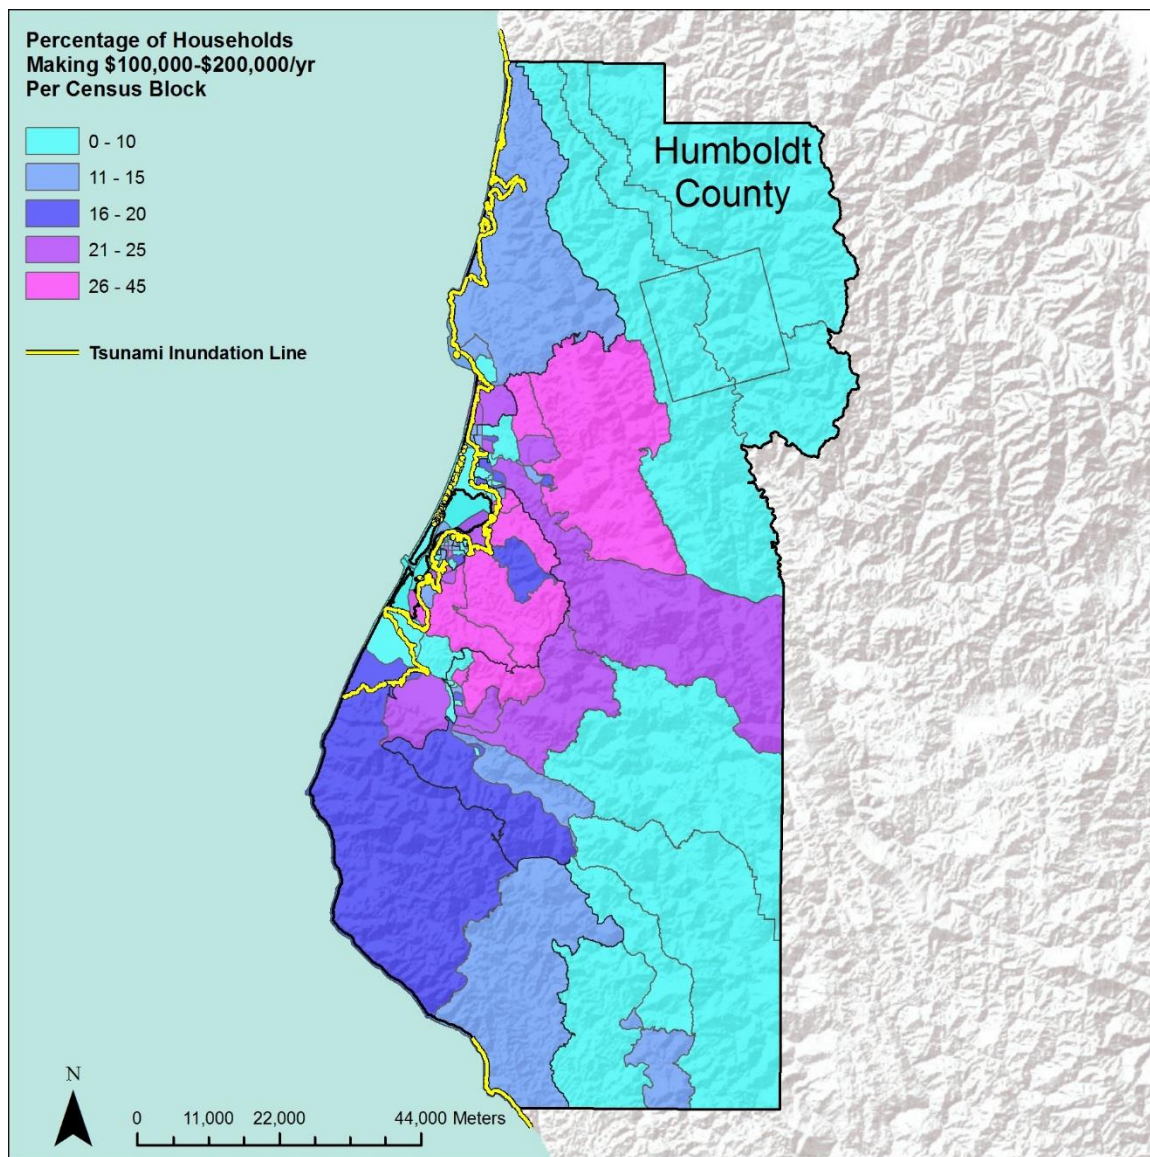 Percentage of Households
Making $100,000-$200,000/yr
Per Census Block
0 - 10
11 - 15
16 - 20
21 - 25
26 - 45
Tsunami Inundation Line
Humboldt
County
N
0 11,000 22,000 44,000 Meters